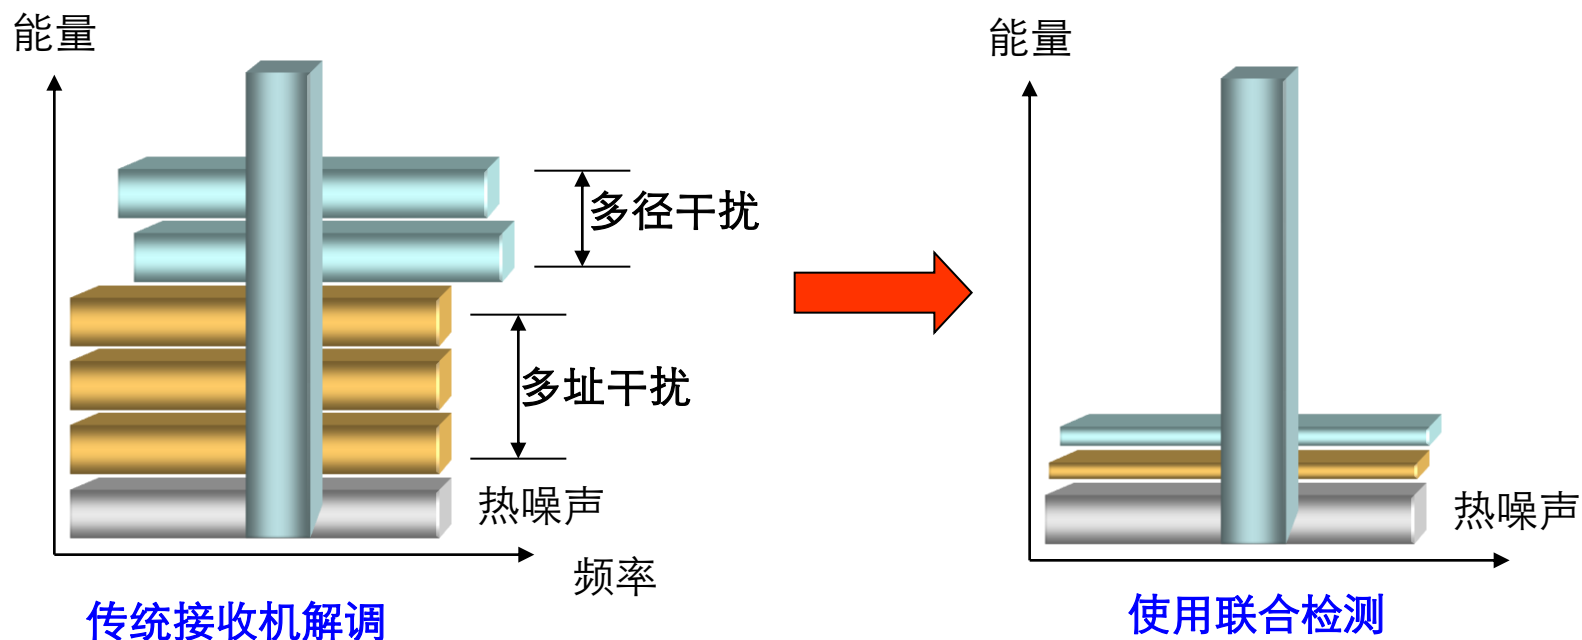 能量
多径干扰
多址干扰
热噪声
频率
传统接收机解调
能量
热噪声
使用联合检测